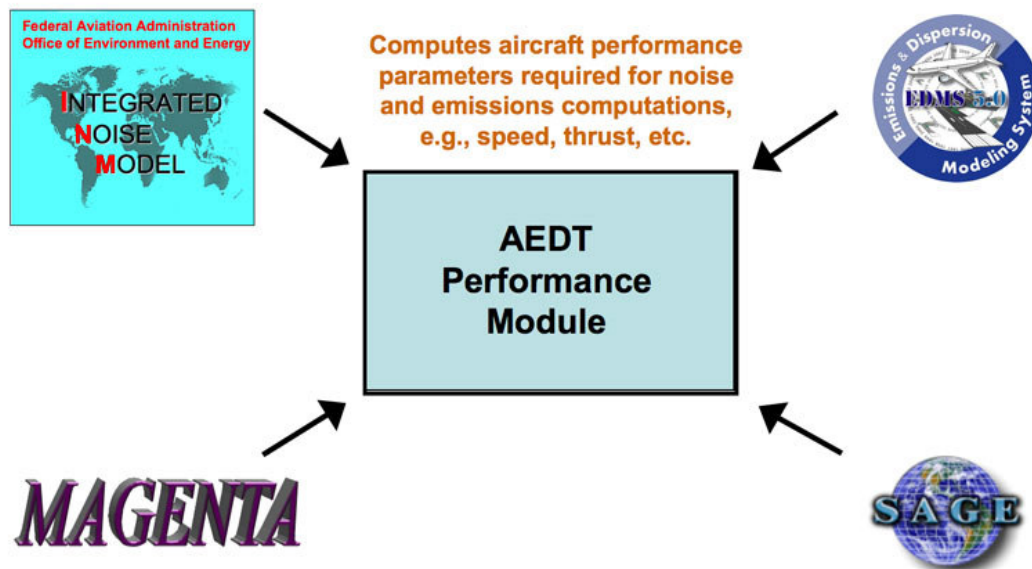 Federal Aviation Administration
Office of Environment and Energy
INTEGRATED
NOISE
MODEL
Computes aircraft performance
parameters required for noise
and emissions computations,
e.g., speed, thrust, etc.
Emissions & Dispersion
EDMS 5.0
Modeling System
AEDT
Performance
Module
MAGENTA
SAGE